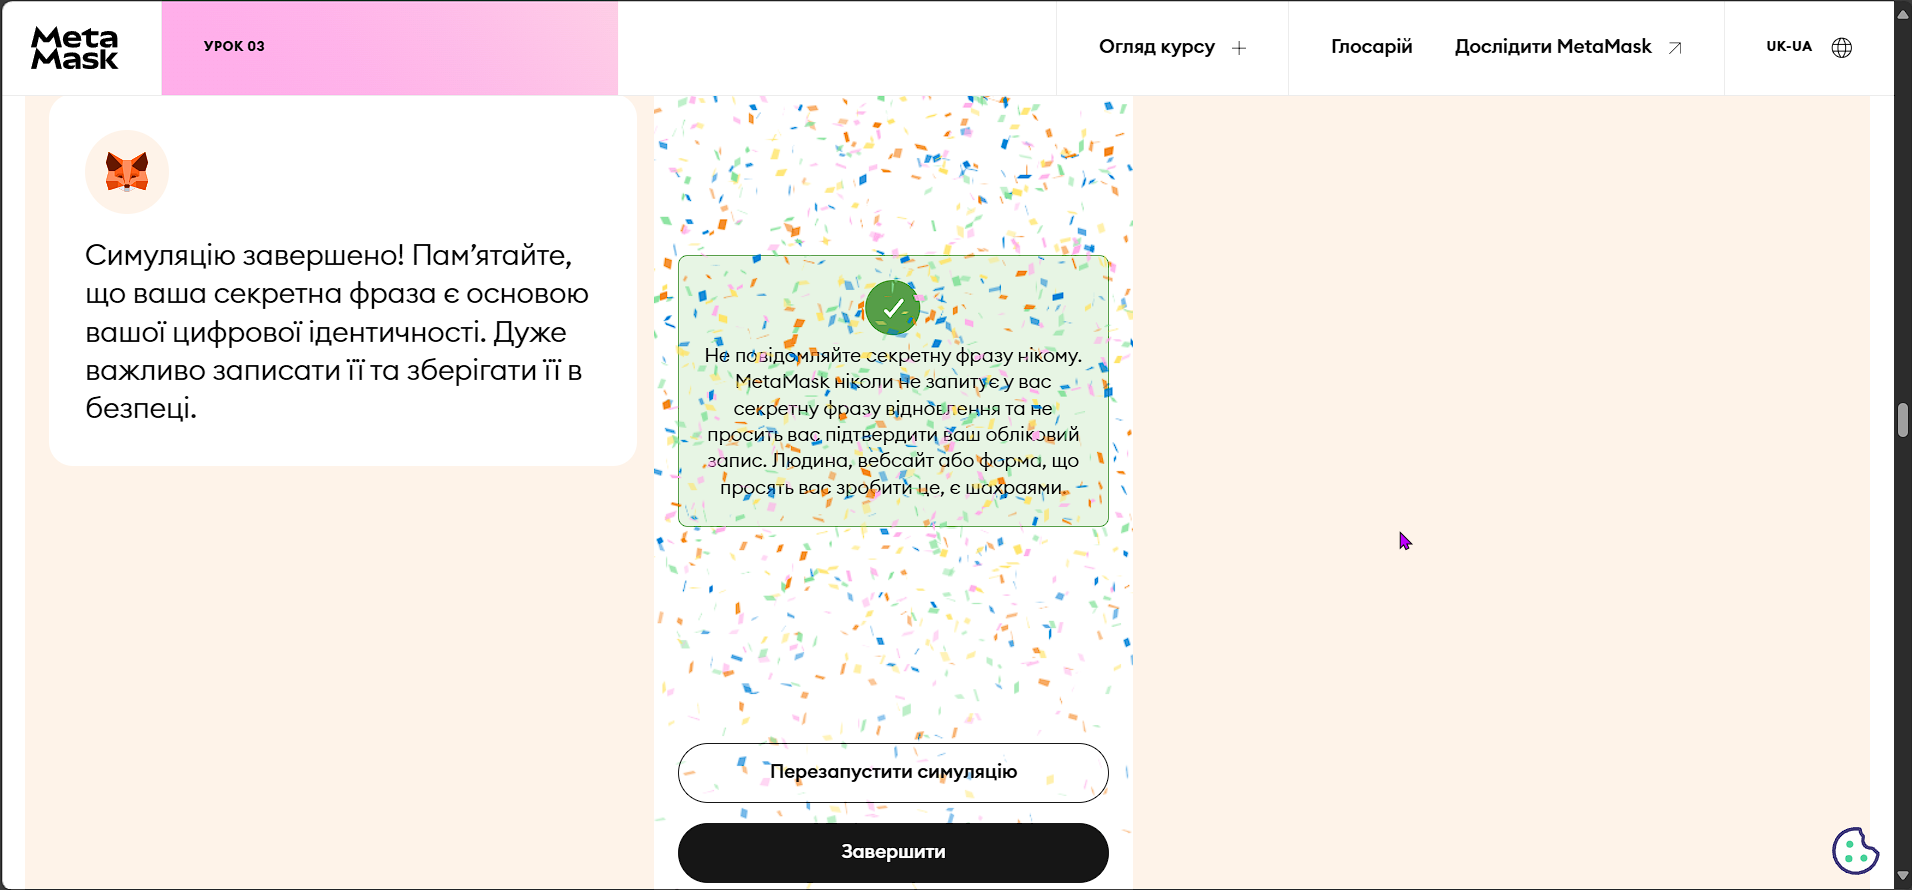 Meta
Mask
УРОК 03
Огляд курсу
Глосарій
Дослідити MetaMask
UK-UA
Симуляцію завершено! Пам’ятайте,
що ваша секретна фраза є основою
вашої цифрової ідентичності. Дуже
важливо записати її та зберігати її в
безпеці.
Не повідомляйте секретну фразу нікому.
MetaMask ніколи не запитує у вас
секретну фразу відновлення та не
просить вас підтвердити ваш обліковий
запис. Людина, вебсайт або форма, що
просять вас зробити це, є шахраями.
Перезапустити симуляцію
Завершити